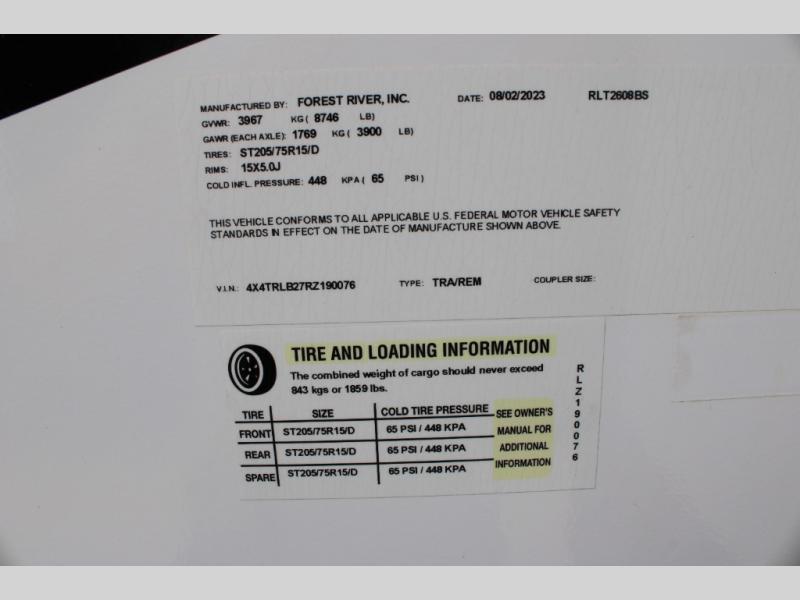 MANUFACTURED BY: FOREST RIVER, INC. DATE: 08/02/2023 RLT2608BS
GVWR: 3967 KG ( 8746 LB)
GAWR (EACH AXLE): 1769 KG ( 3900 LB)
TIRES: ST205/75R15/D
RIMS: 15X5.0J
COLD INFL. PRESSURE: 448 KPA ( 65 PSI )
THIS VEHICLE CONFORMS TO ALL APPLICABLE U.S. FEDERAL MOTOR VEHICLE SAFETY
STANDARDS IN EFFECT ON THE DATE OF MANUFACTURE SHOWN ABOVE.
V.I.N.: 4X4TRLB27RZ190076 TYPE: TRA/REM COUPLER SIZE:
TIRE AND LOADING INFORMATION
The combined weight of cargo should never exceed
843 kgs or 1859 lbs.
TIRE SIZE COLD TIRE PRESSURE
FRONT ST205/75R15/D 65 PSI / 448 KPA
REAR ST205/75R15/D 65 PSI / 448 KPA
SPARE ST205/75R15/D 65 PSI / 448 KPA
SEE OWNER'S
MANUAL FOR
ADDITIONAL
INFORMATION
RLZ190076